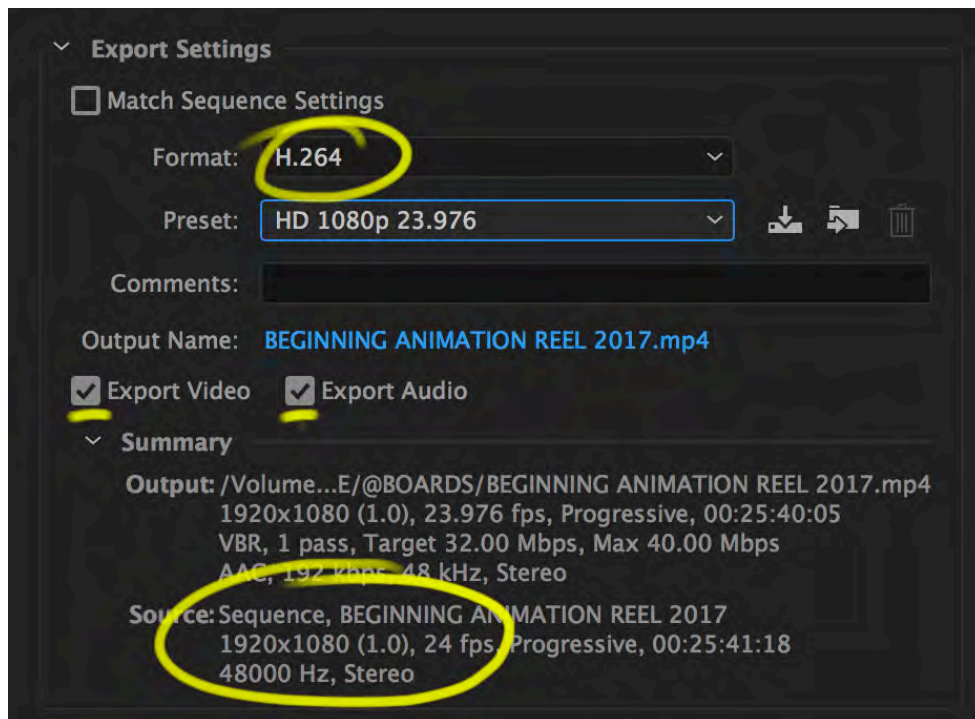 Export Settings
Match Sequence Settings
Format: H.264
Preset: HD 1080p 23.976
Comments:
Output Name: BEGINNING ANIMATION REEL 2017.mp4
Export Video Export Audio
Summary
Output: /Volume...E/@BOARDS/BEGINNING ANIMATION REEL 2017.mp4
1920x1080 (1.0), 23.976 fps, Progressive, 00:25:40:05
VBR, 1 pass, Target 32.00 Mbps, Max 40.00 Mbps
AAC, 192 kbps, 48 kHz, Stereo
Source: Sequence, BEGINNING ANIMATION REEL 2017
1920x1080 (1.0), 24 fps, Progressive, 00:25:41:18
48000 Hz, Stereo